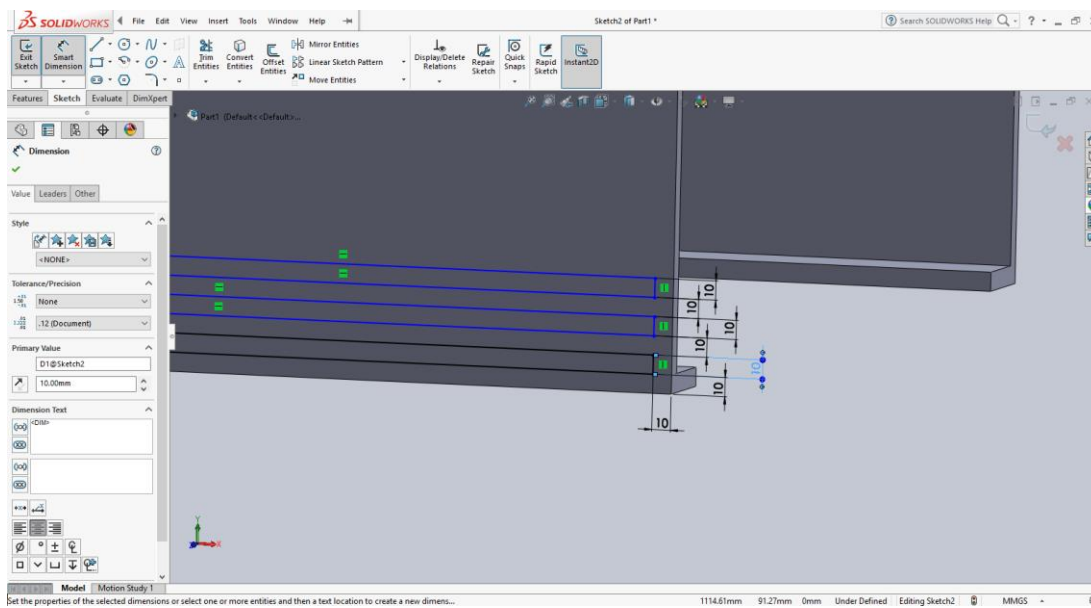 SOLIDWORKS File Edit View Insert Tools Window Help Sketch2 of Part1 * Search SOLIDWORKS Help ?
Exit Sketch Smart Dimension Trim Entities Convert Entities Offset Entities Mirror Entities Linear Sketch Pattern Move Entities Display/Delete Relations Repair Sketch Quick Snaps Rapid Sketch Instant2D
Features Sketch Evaluate DimXpert
Part1 (Default<<Default>...
Dimension
Value Leaders Other
Style
<NONE>
Tolerance/Precision
None
.12 (Document)
Primary Value
D1@Sketch2
10.00mm
Dimension Text
<DIM>
10
10
10
10
10
10
10
Y
X
Model Motion Study 1
Set the properties of the selected dimensions or select one or more entities and then a text location to create a new dimens... 1114.61mm 91.27mm 0mm Under Defined Editing Sketch2 MMGS